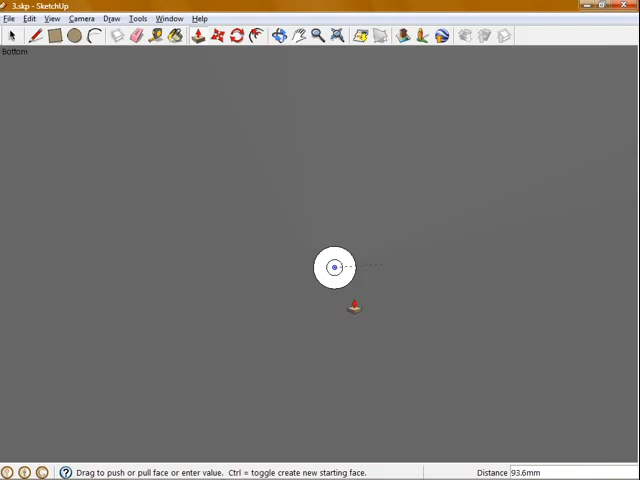 3.skp - SketchUp
File Edit View Camera Draw Tools Window Help
Bottom
Drag to push or pull face or enter value. Ctrl = toggle create new starting face. Distance 93.6mm